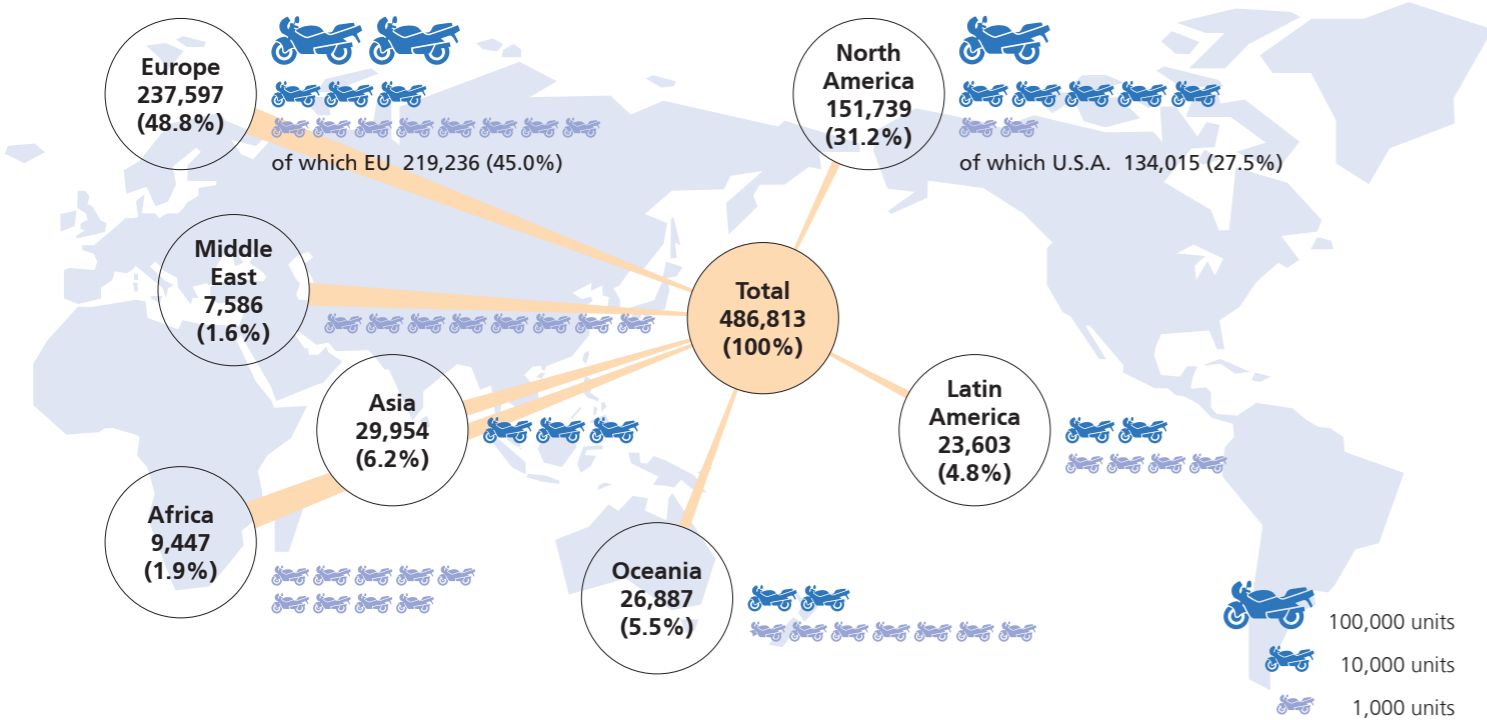 Europe
237,597
(48.8%)
of which EU 219,236 (45.0%)
North
America
151,739
(31.2%)
of which U.S.A. 134,015 (27.5%)
Middle
East
7,586
(1.6%)
Total
486,813
(100%)
Asia
29,954
(6.2%)
Latin
America
23,603
(4.8%)
Africa
9,447
(1.9%)
Oceania
26,887
(5.5%)
100,000 units
10,000 units
1,000 units